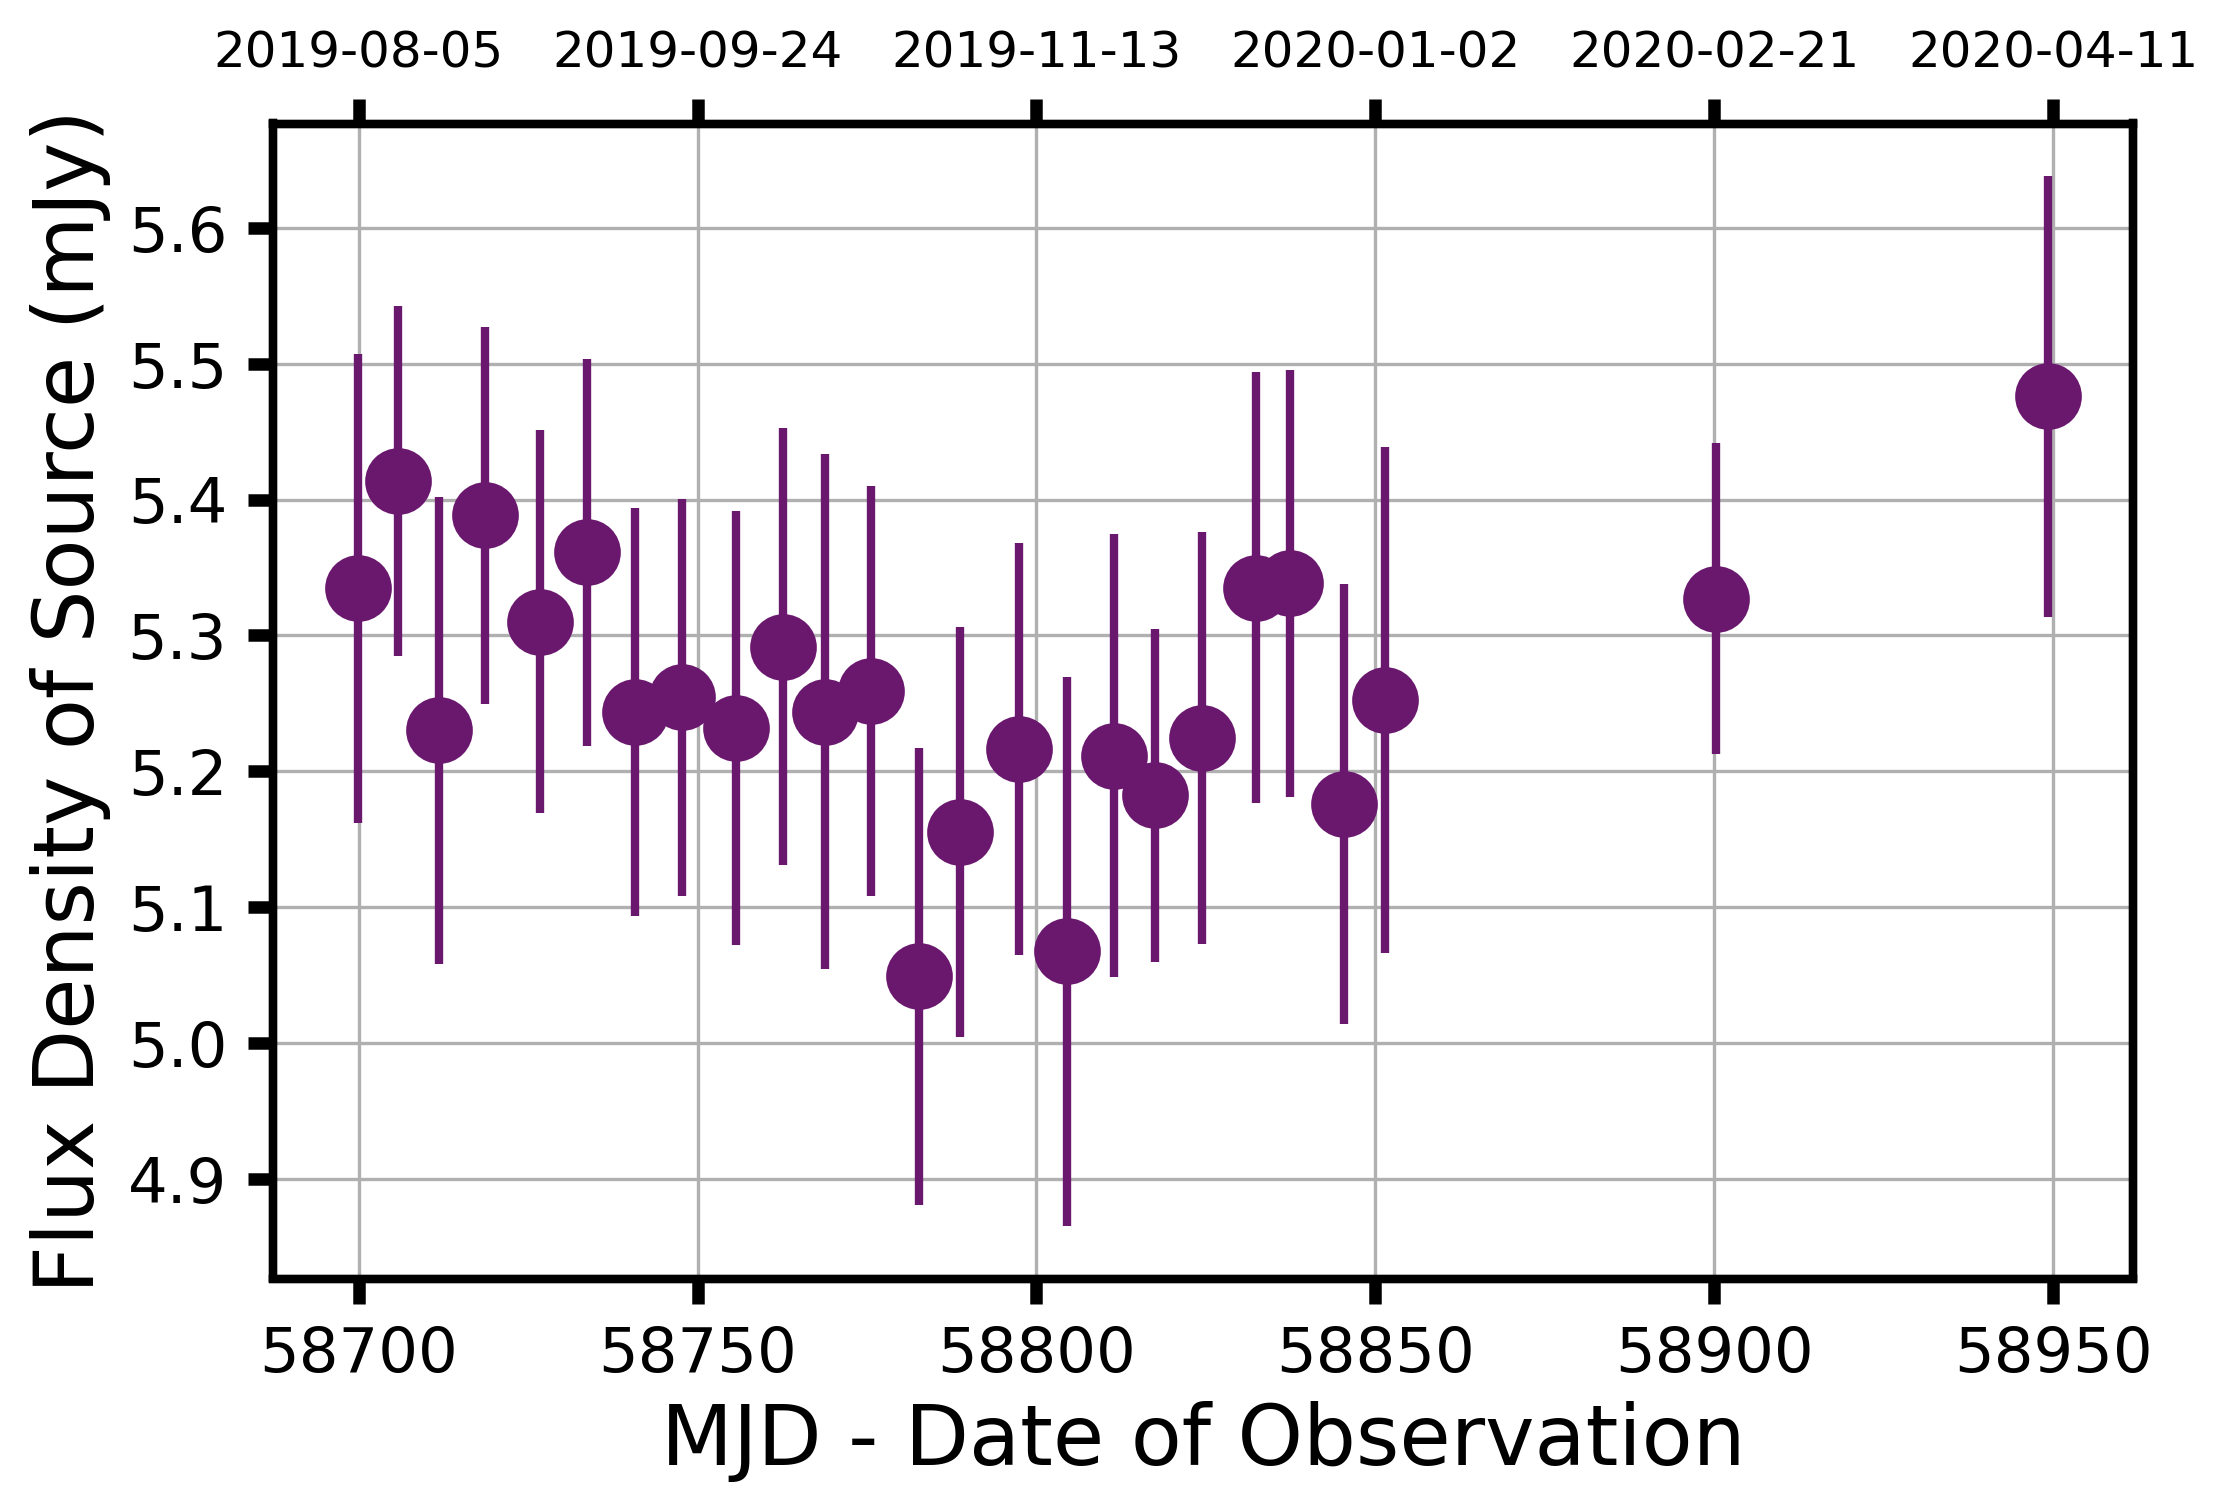 2019-08-05 2019-09-24 2019-11-13 2020-01-02 2020-02-21 2020-04-11
Flux Density of Source (mJy)
5.6
5.5
5.4
5.3
5.2
5.1
5.0
4.9
58700 58750 58800 58850 58900 58950
MJD - Date of Observation